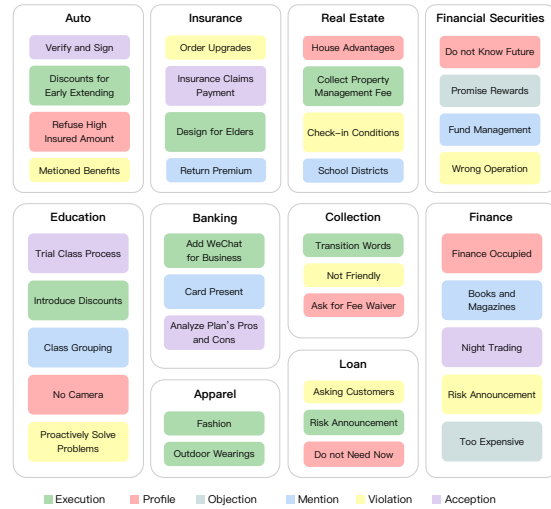 Auto
Verify and Sign
Discounts for
Early Extending
Refuse High
Insured Amount
Metioned Benefits
Insurance
Order Upgrades
Insurance Claims
Payment
Design for Elders
Return Premium
Real Estate
House Advantages
Collect Property
Management Fee
Check-in Conditions
School Districts
Financial Securities
Do not Know Future
Promise Rewards
Fund Management
Wrong Operation
Education
Trial Class Process
Introduce Discounts
Class Grouping
No Camera
Proactively Solve
Problems
Banking
Add WeChat
for Business
Card Present
Analyze Plan's Pros
and Cons
Apparel
Fashion
Outdoor Wearings
Collection
Transition Words
Not Friendly
Ask for Fee Waiver
Loan
Asking Customers
Risk Announcement
Do not Need Now
Finance
Finance Occupied
Books and
Magazines
Night Trading
Risk Announcement
Too Expensive
Execution
Profile
Objection
Mention
Violation
Acception